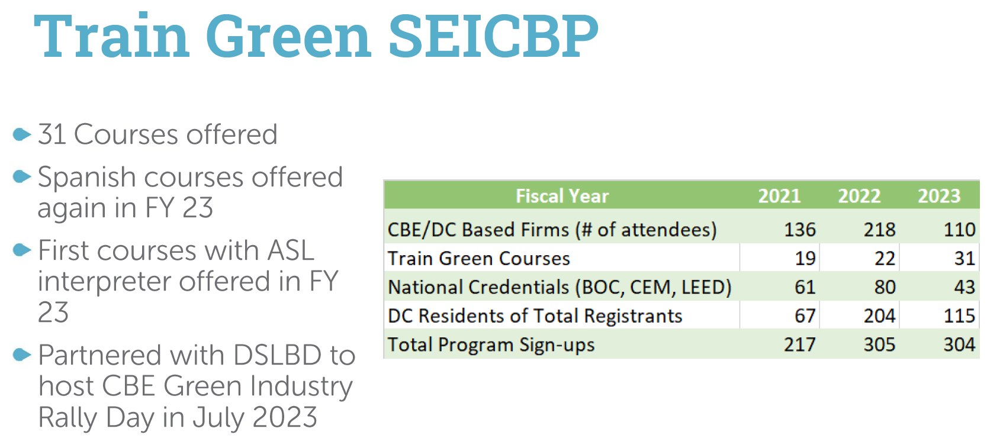 Train Green SEICBP
31 Courses offered
Spanish courses offered
again in FY 23
First courses with ASL
interpreter offered in FY
23
Partnered with DSLBD to
host CBE Green Industry
Rally Day in July 2023
Fiscal Year 2021 2022 2023
CBE/DC Based Firms (# of attendees) 136 218 110
Train Green Courses 19 22 31
National Credentials (BOC, CEM, LEED) 61 80 43
DC Residents of Total Registrants 67 204 115
Total Program Sign-ups 217 305 304